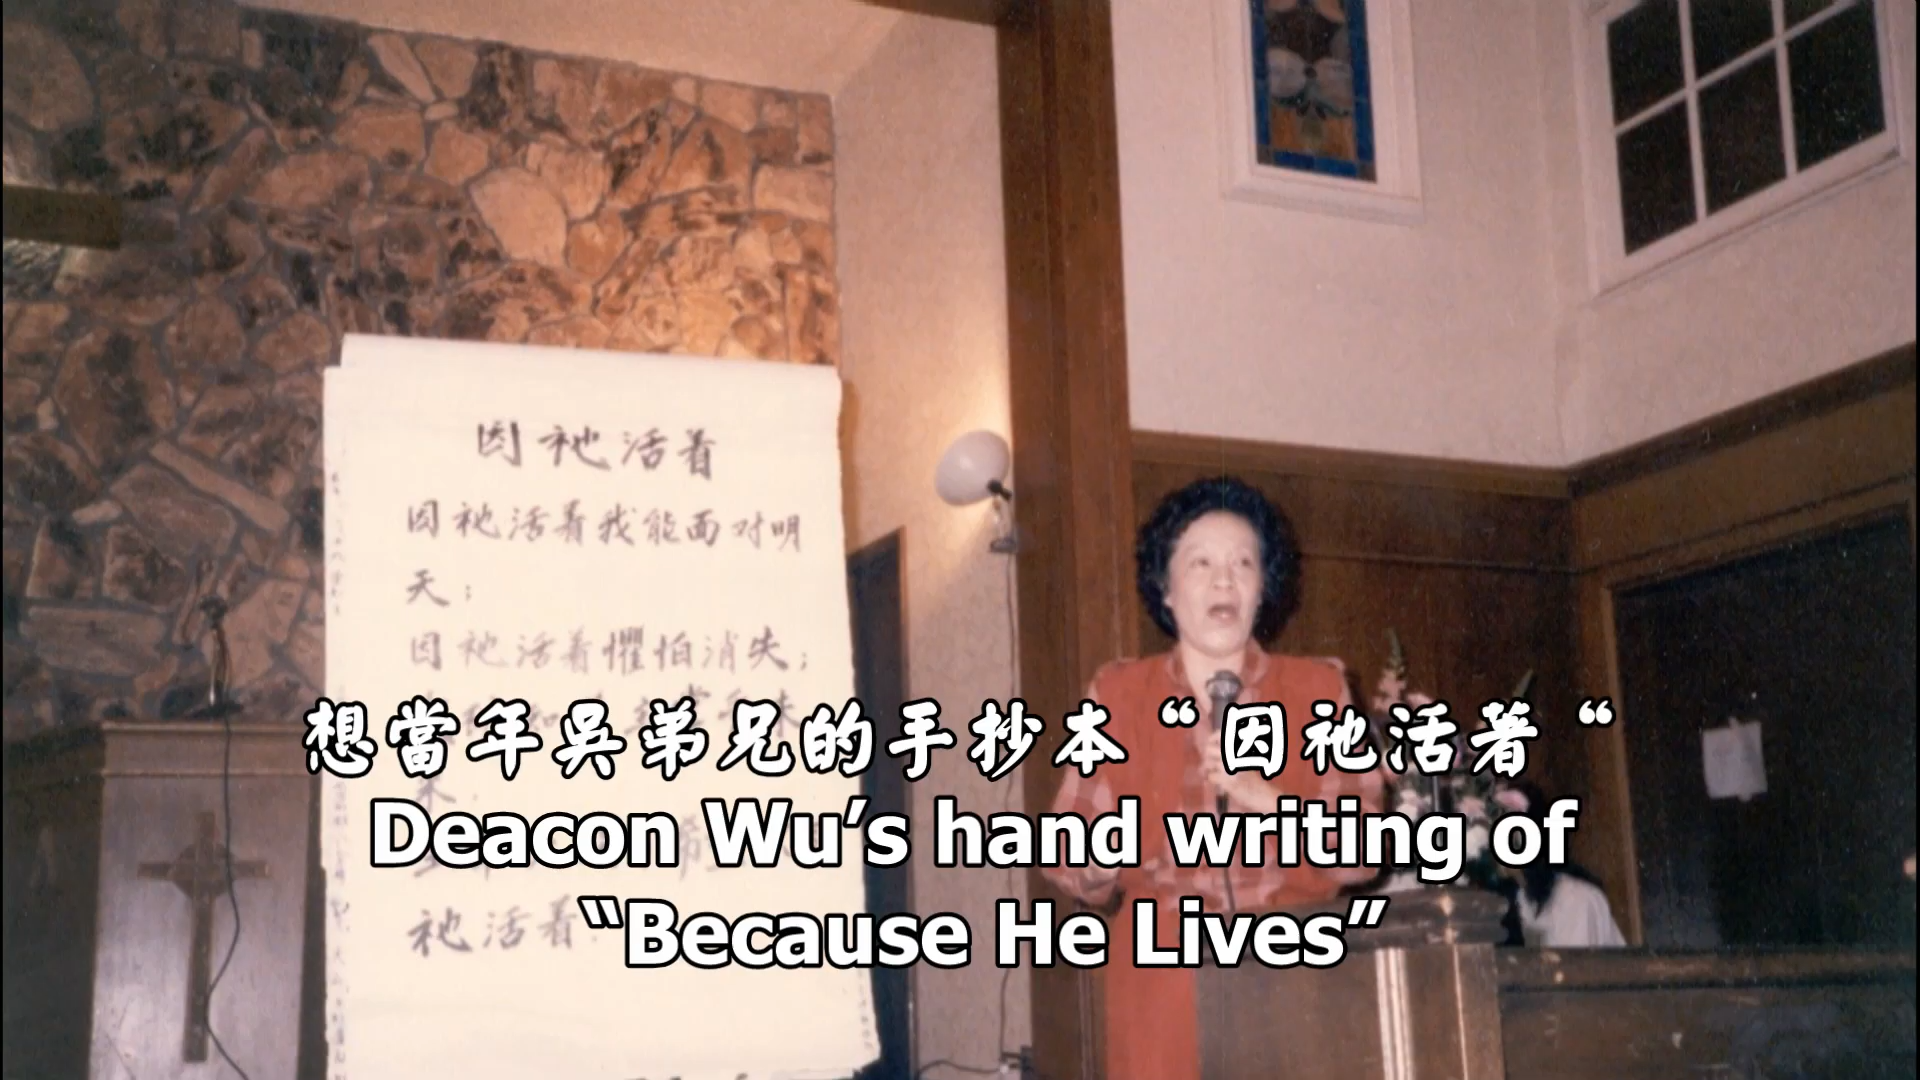 因祂活着
因祂活着我能面对明
天；
因祂活着懼怕消失；
祂活着
想當年吳弟兄的手抄本“因祂活著“
Deacon Wu’s hand writing of
“Because He Lives”